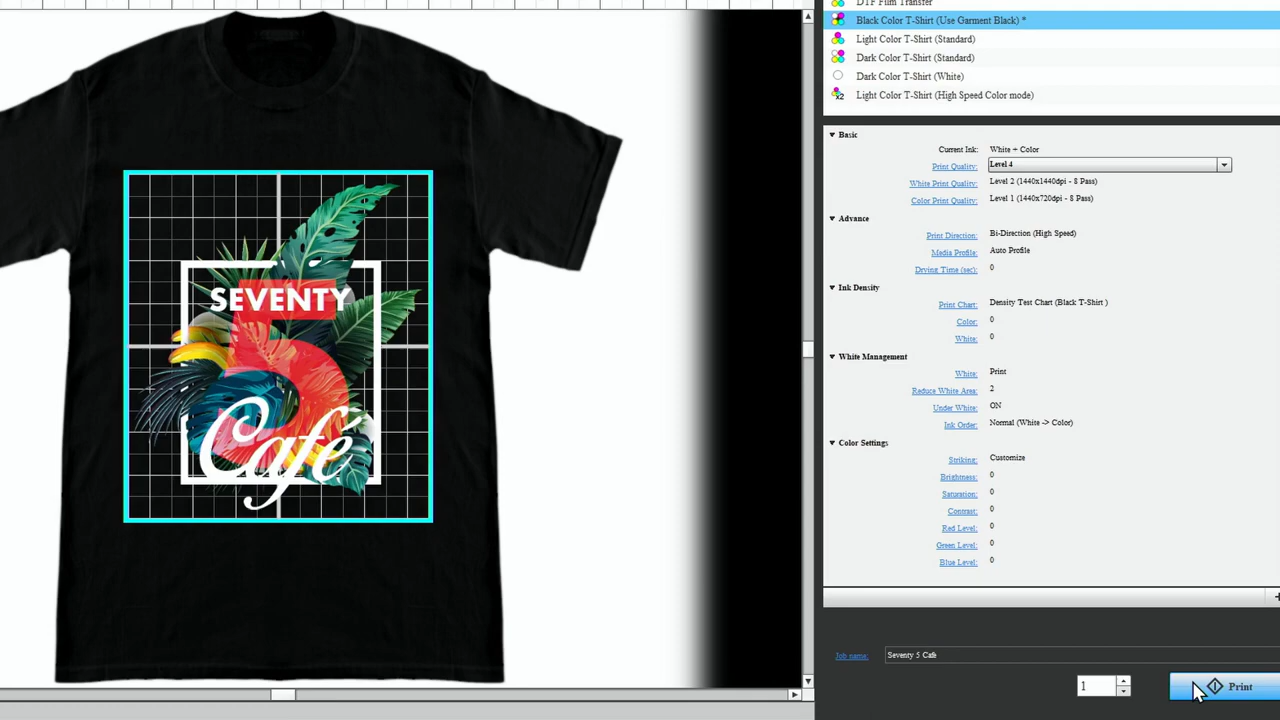 SEVENTY
Café
DTF Film Transfer
Black Color T-Shirt (Use Garment Black) *
Light Color T-Shirt (Standard)
Dark Color T-Shirt (Standard)
Dark Color T-Shirt (White)
x2 Light Color T-Shirt (High Speed Color mode)
Basic
Current Ink: White + Color
Print Quality: Level 4
White Print Quality: Level 2 (1440x1440dpi - 8 Pass)
Color Print Quality: Level 1 (1440x720dpi - 8 Pass)
Advance
Print Direction: Bi-Direction (High Speed)
Media Profile: Auto Profile
Drying Time (sec): 0
Ink Density
Print Chart: Density Test Chart (Black T-Shirt )
Color: 0
White: 0
White Management
White: Print
Reduce White Area: 2
Under White: ON
Ink Order: Normal (White -> Color)
Color Settings
Striking: Customize
Brightness: 0
Saturation: 0
Contrast: 0
Red Level: 0
Green Level: 0
Blue Level: 0
Job name: Seventy 5 Cafe
1 Print